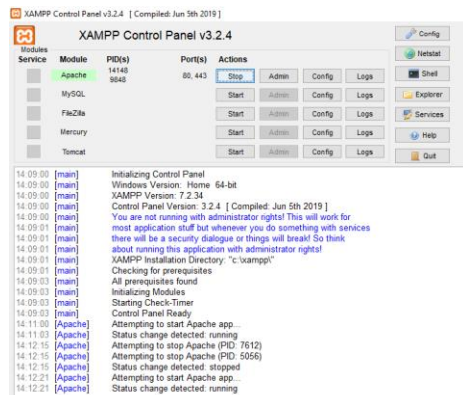 XAMPP Control Panel v3.2.4 [ Compiled: Jun 5th 2019 ]
XAMPP Control Panel v3.2.4
Config
Modules
Service Module PID(s) Port(s) Actions
Netstat
Apache 14148 9848 80, 443 Stop Admin Config Logs
Shell
MySQL Start Admin Config Logs
Explorer
FileZilla Start Admin Config Logs
Services
Mercury Start Admin Config Logs
Help
Tomcat Start Admin Config Logs
Quit
14:09:00 [main] Initializing Control Panel
14:09:00 [main] Windows Version: Home 64-bit
14:09:00 [main] XAMPP Version: 7.2.34
14:09:00 [main] Control Panel Version: 3.2.4 [ Compiled: Jun 5th 2019 ]
14:09:00 [main] You are not running with administrator rights! This will work for
14:09:01 [main] most application stuff but whenever you do something with services
14:09:01 [main] there will be a security dialogue or things will break! So think
14:09:01 [main] about running this application with administrator rights!
14:09:01 [main] XAMPP Installation Directory: "c:\xampp\"
14:09:01 [main] Checking for prerequisites
14:09:03 [main] All prerequisites found
14:09:03 [main] Initializing Modules
14:09:03 [main] Starting Check-Timer
14:09:03 [main] Control Panel Ready
14:11:00 [Apache] Attempting to start Apache app...
14:11:03 [Apache] Status change detected: running
14:12:15 [Apache] Attempting to stop Apache (PID: 7612)
14:12:15 [Apache] Attempting to stop Apache (PID: 5056)
14:12:15 [Apache] Status change detected: stopped
14:12:21 [Apache] Attempting to start Apache app...
14:12:21 [Apache] Status change detected: running